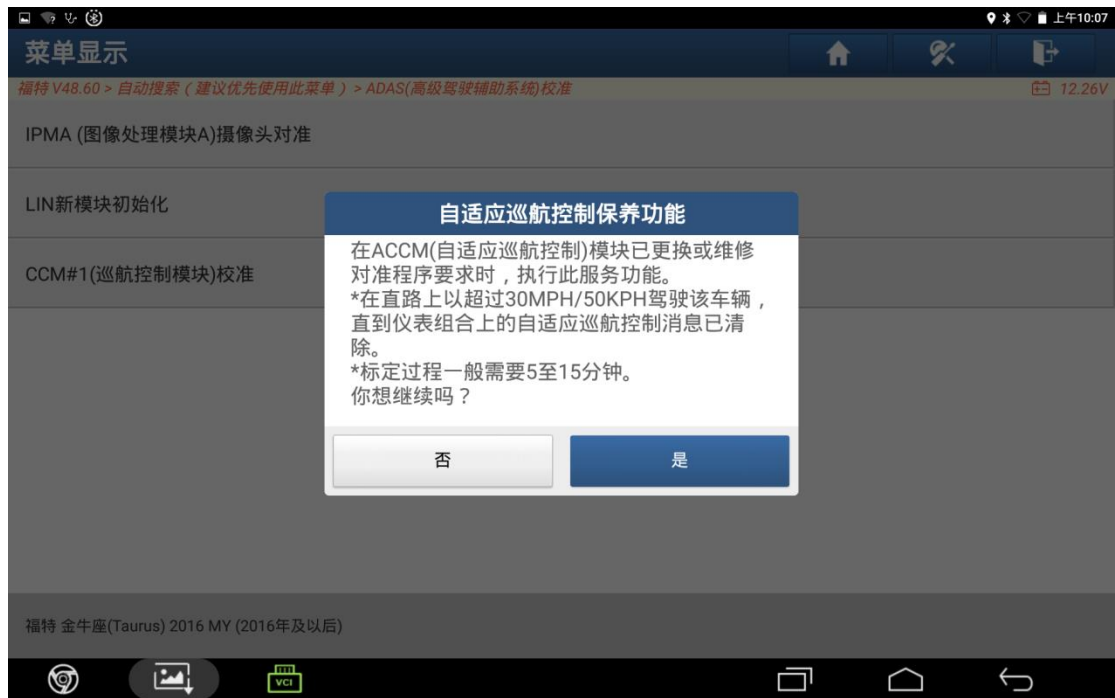 上午10:07
菜单显示
福特 V48.60 > 自动搜索（建议优先使用此菜单）> ADAS(高级驾驶辅助系统)校准
12.26V
IPMA (图像处理模块A)摄像头对准
LIN新模块初始化
CCM#1(巡航控制模块)校准
自适应巡航控制保养功能
在ACCM(自适应巡航控制)模块已更换或维修
对准程序要求时，执行此服务功能。
*在直路上以超过30MPH/50KPH驾驶该车辆，
直到仪表组合上的自适应巡航控制消息已清
除。
*标定过程一般需要5至15分钟。
你想继续吗？
否
是
福特 金牛座(Taurus) 2016 MY (2016年及以后)
VCI